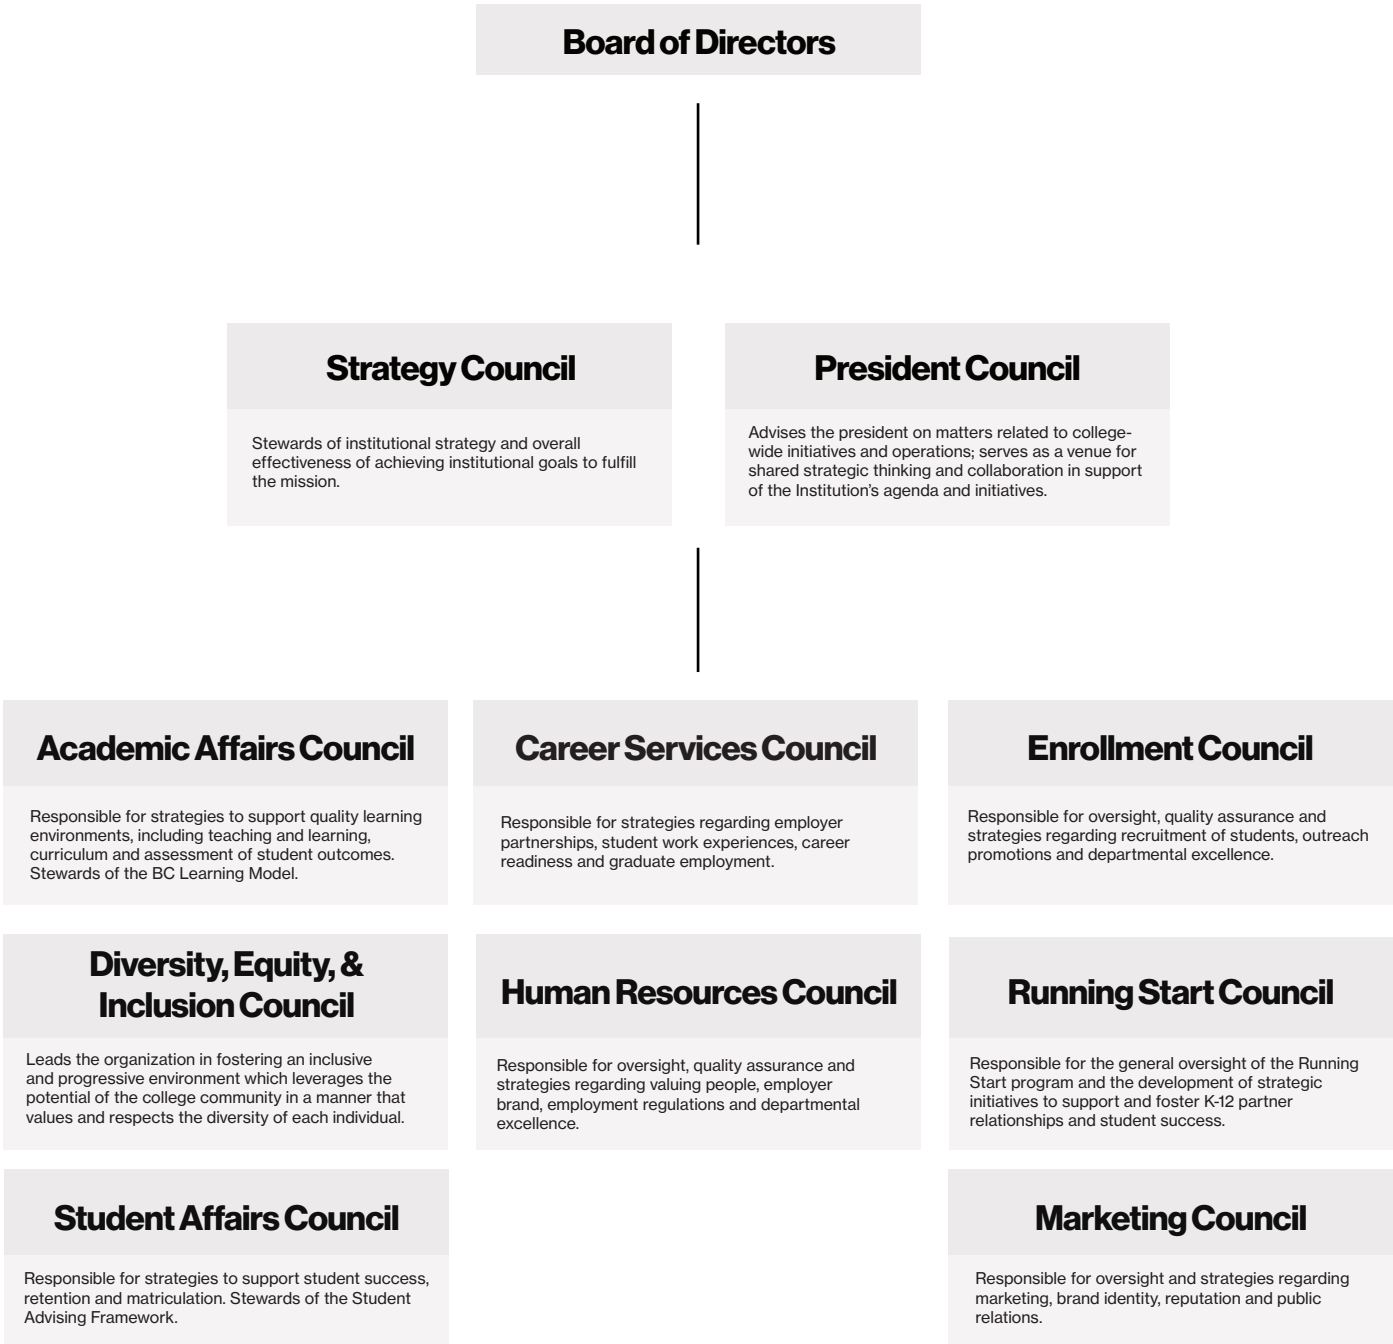 Board of Directors
Strategy Council
Stewards of institutional strategy and overall
effectiveness of achieving institutional goals to fulfill
the mission.
President Council
Advises the president on matters related to college-
wide initiatives and operations; serves as a venue for
shared strategic thinking and collaboration in support
of the Institution’s agenda and initiatives.
Academic Affairs Council
Responsible for strategies to support quality learning
environments, including teaching and learning,
curriculum and assessment of student outcomes.
Stewards of the BC Learning Model.
Career Services Council
Responsible for strategies regarding employer
partnerships, student work experiences, career
readiness and graduate employment.
Enrollment Council
Responsible for oversight, quality assurance and
strategies regarding recruitment of students, outreach
promotions and departmental excellence.
Diversity, Equity, &
Inclusion Council
Leads the organization in fostering an inclusive
and progressive environment which leverages the
potential of the college community in a manner that
values and respects the diversity of each individual.
Human Resources Council
Responsible for oversight, quality assurance and
strategies regarding valuing people, employer
brand, employment regulations and departmental
excellence.
Running Start Council
Responsible for the general oversight of the Running
Start program and the development of strategic
initiatives to support and foster K-12 partner
relationships and student success.
Student Affairs Council
Responsible for strategies to support student success,
retention and matriculation. Stewards of the Student
Advising Framework.
Marketing Council
Responsible for oversight and strategies regarding
marketing, brand identity, reputation and public
relations.